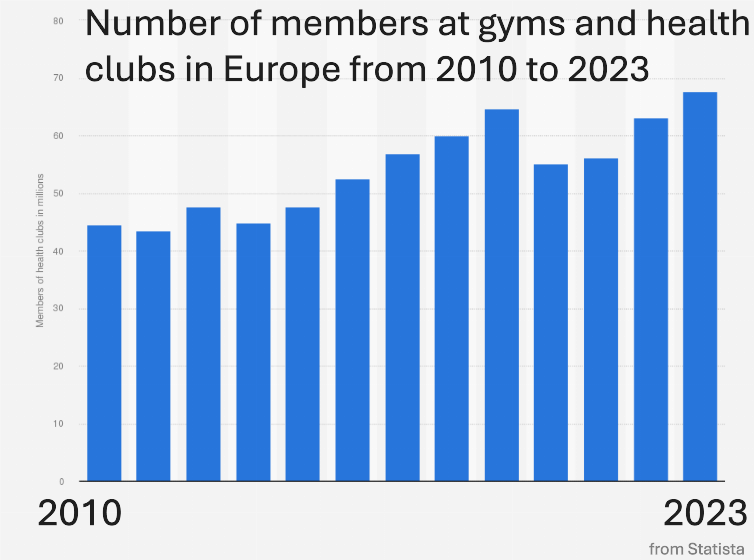 Number of members at gyms and health
clubs in Europe from 2010 to 2023
80
70
60
50
40
30
20
10
0
Members of health clubs in millions
2010
2023
from Statista